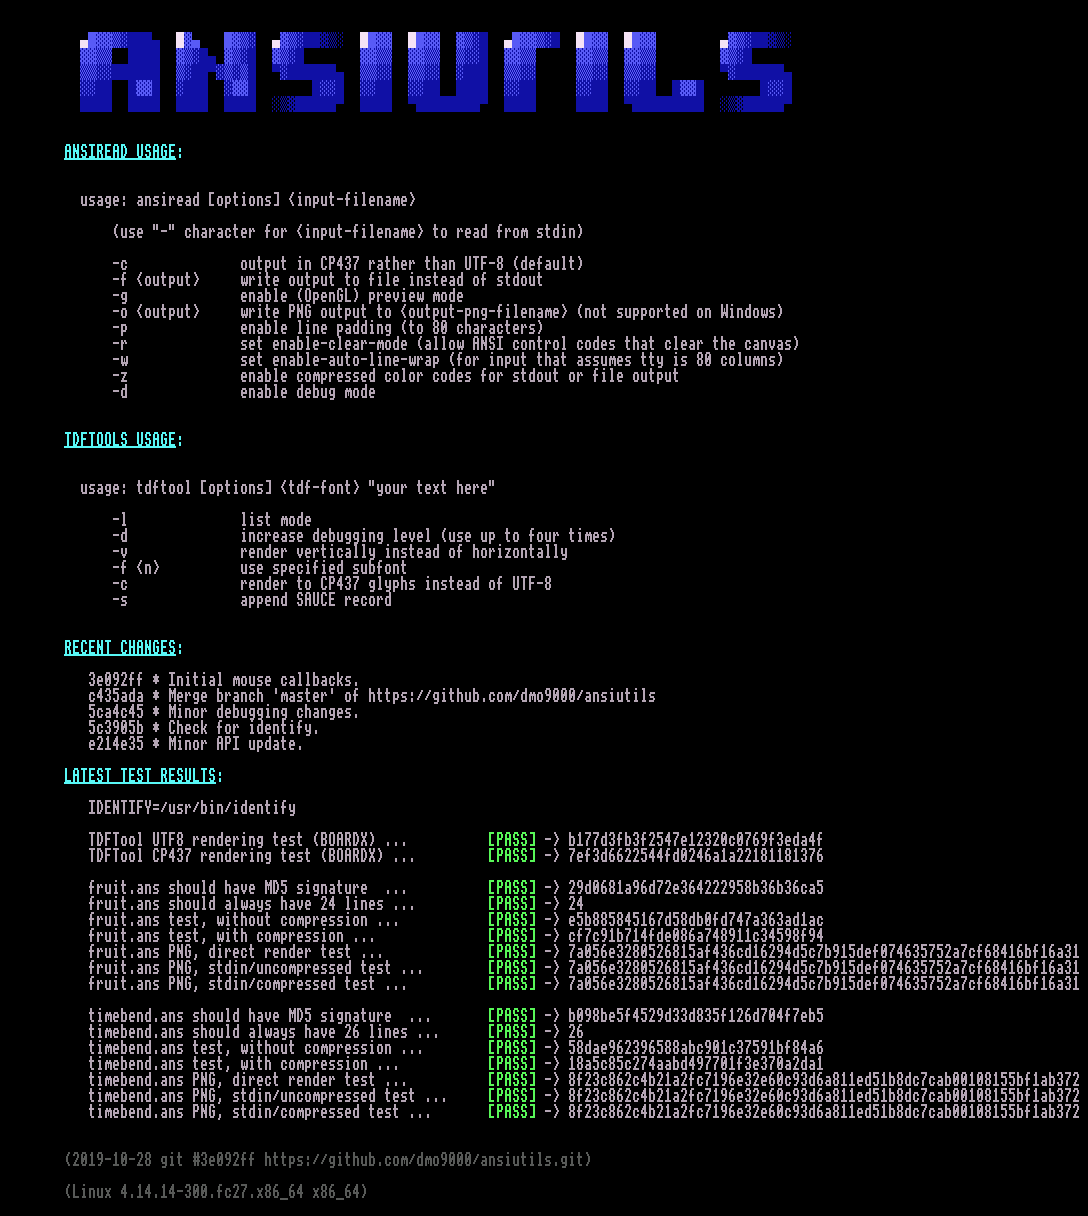 ANSIUTILS
ANSIREAD USAGE:
usage: ansiread [options] <input-filename>
(use "-" character for <input-filename> to read from stdin)
-c output in CP437 rather than UTF-8 (default)
-f <output> write output to file instead of stdout
-g enable (OpenGL) preview mode
-o <output> write PNG output to <output-png-filename> (not supported on Windows)
-p enable line padding (to 80 characters)
-r set enable-clear-mode (allow ANSI control codes that clear the canvas)
-w set enable-auto-line-wrap (for input that assumes tty is 80 columns)
-z enable compressed color codes for stdout or file output
-d enable debug mode
TDFTOOLS USAGE:
usage: tdftool [options] <tdf-font> "your text here"
-l list mode
-d increase debugging level (use up to four times)
-v render vertically instead of horizontally
-f <n> use specified subfont
-c render to CP437 glyphs instead of UTF-8
-s append SAUCE record
RECENT CHANGES:
3e092ff * Initial mouse callbacks.
c435ada * Merge branch 'master' of https://github.com/dmo9000/ansiutils
5ca4c45 * Minor debugging changes.
5c3905b * Check for identify.
e214e35 * Minor API update.
LATEST TEST RESULTS:
IDENTIFY=/usr/bin/identify
TDFTool UTF8 rendering test (BOARDX) ... [PASS] -> b177d3fb3f2547e12320c0769f3eda4f
TDFTool CP437 rendering test (BOARDX) ... [PASS] -> 7ef3d6622544fd0246a1a22181181376
fruit.ans should have MD5 signature ... [PASS] -> 29d0681a96d72e364222958b36b36ca5
fruit.ans should always have 24 lines ... [PASS] -> 24
fruit.ans test, without compression ... [PASS] -> e5b885845167d58db0fd747a363ad1ac
fruit.ans test, with compression ... [PASS] -> cf7c91b714fde086a748911c34598f94
fruit.ans PNG, direct render test ... [PASS] -> 7a056e3280526815af436cd16294d5c7b915def074635752a7cf68416bf16a31
fruit.ans PNG, stdin/uncompressed test ... [PASS] -> 7a056e3280526815af436cd16294d5c7b915def074635752a7cf68416bf16a31
fruit.ans PNG, stdin/compressed test ... [PASS] -> 7a056e3280526815af436cd16294d5c7b915def074635752a7cf68416bf16a31
timebend.ans should have MD5 signature ... [PASS] -> b098be5f4529d33d835f126d704f7eb5
timebend.ans should always have 26 lines ... [PASS] -> 26
timebend.ans test, without compression ... [PASS] -> 58dae962396588abc901c37591bf84a6
timebend.ans test, with compression ... [PASS] -> 18a5c85c274aabd497701f3e370a2da1
timebend.ans PNG, direct render test ... [PASS] -> 8f23c862c4b21a2fc7196e32e60c93d6a811ed51b8dc7cab00108155bf1ab372
timebend.ans PNG, stdin/uncompressed test ... [PASS] -> 8f23c862c4b21a2fc7196e32e60c93d6a811ed51b8dc7cab00108155bf1ab372
timebend.ans PNG, stdin/compressed test ... [PASS] -> 8f23c862c4b21a2fc7196e32e60c93d6a811ed51b8dc7cab00108155bf1ab372
(2019-10-28 git #3e092ff https://github.com/dmo9000/ansiutils.git)
(Linux 4.14.14-300.fc27.x86_64 x86_64)